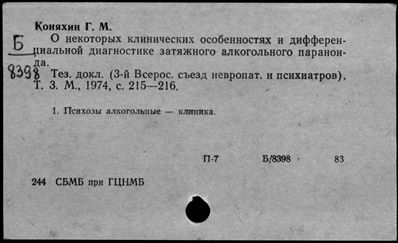 Коняхин Г. М.
О некоторых клинических особенностях и дифферен-
Б
циальной диагностике затяжного алкогольного паранои-
да.
8398
Тез. докл. (3-й Всерос. съезд невропат. и психиатров).
Т. 3. М., 1974, с. 215—216.
1. Психозы алкогольные — клиника.
П-7 Б/8398 83
244 СБМБ при ГЦНМБ